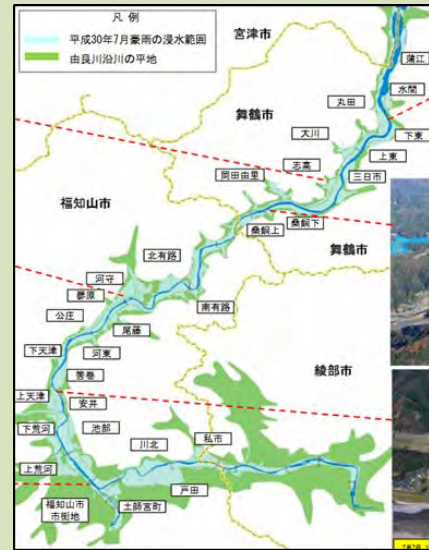 凡 例
平成30年7月豪雨の浸水範囲
由良川沿川の平地
宮津市
蒲江
水間
丸田
舞鶴市
下東
大川
上東
志高
岡田由里
三日市
福知山市
桑飼上
桑飼下
舞鶴市
北有路
河守
夢原
南有路
公庄
尾藤
河東
下天津
筈巻
綾部市
上天津
安井
下荒河
池部
川北
私市
上荒河
戸田
福知山市
市街地
土師宮町